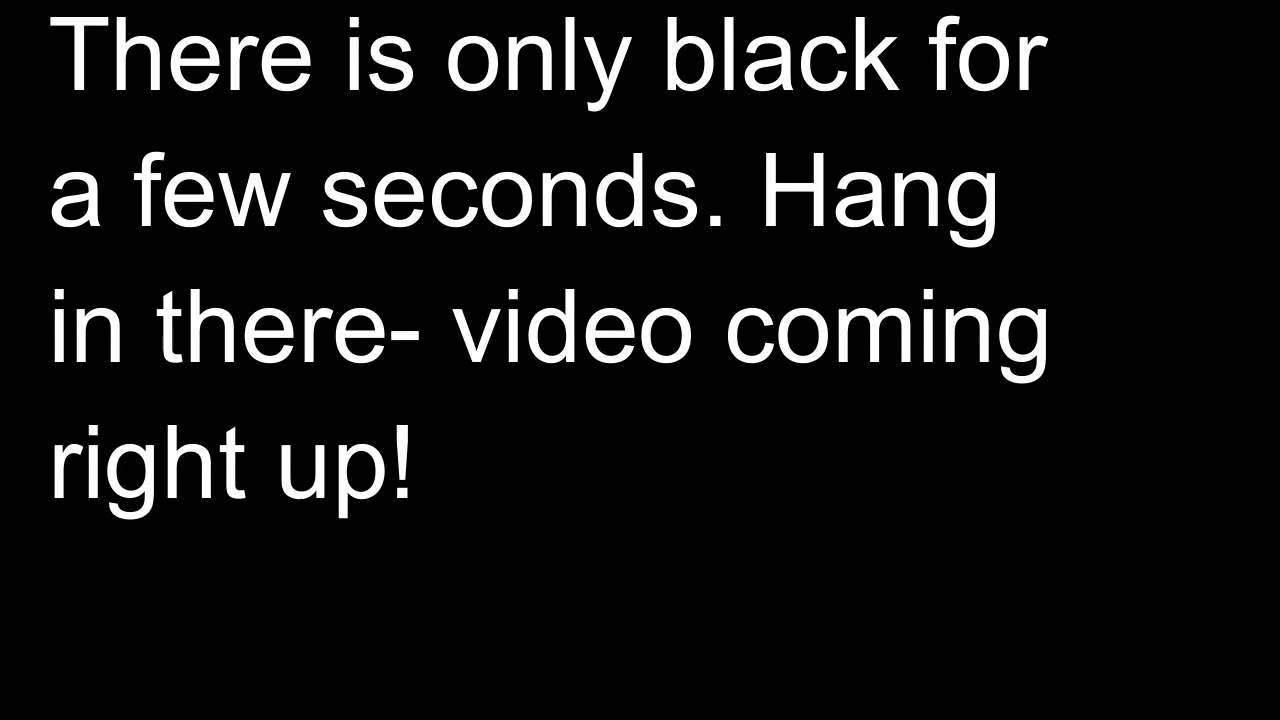 There is only black for
a few seconds. Hang
in there- video coming
right up!